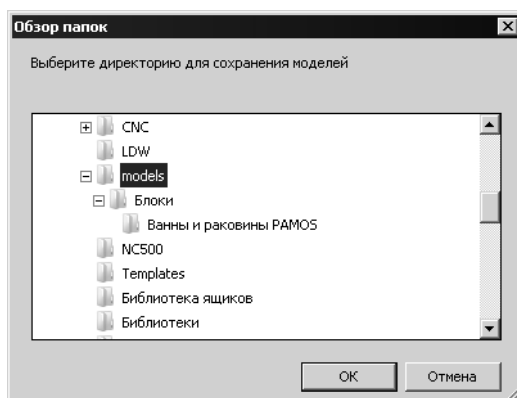 Обзор папок
Выберите директорию для сохранения моделей
CNC
LDW
models
Блоки
Ванны и раковины PAMOS
NC500
Templates
Библиотека ящиков
Библиотеки
OK
Отмена